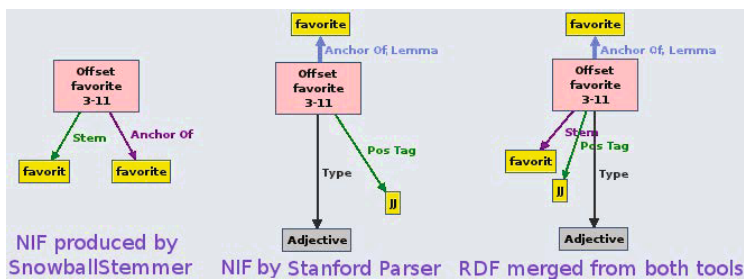 Offset
favorite
3-11
Stem
Anchor Of
favorit
favorite
NIF produced by
SnowballStemmer
favorite
Anchor Of, Lemma
Offset
favorite
3-11
Pos Tag
Type
JJ
Adjective
NIF by Stanford Parser
favorite
Anchor Of, Lemma
Offset
favorite
3-11
Stem
Pos Tag
favorit
Type
JJ
Adjective
RDF merged from both tools